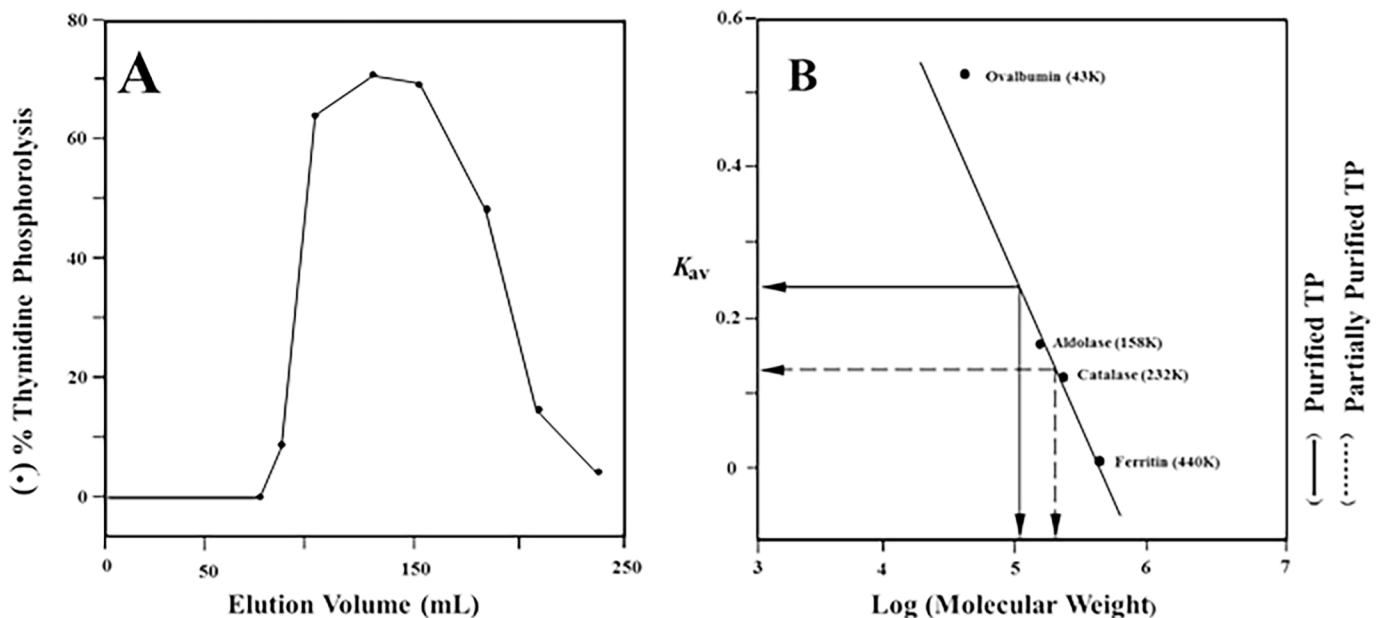 A
(•) % Thymidine Phosphorolysis
80
60
40
20
0
0 50 150 250
Elution Volume (mL)
B
K av
0.6
0.4
0.2
0
Ovalbumin (43K)
Aldolase (158K)
Catalase (232K)
Ferritin (440K)
3 4 5 6 7
Log (Molecular Weight)
(—) Purified TP
(......) Partially Purified TP